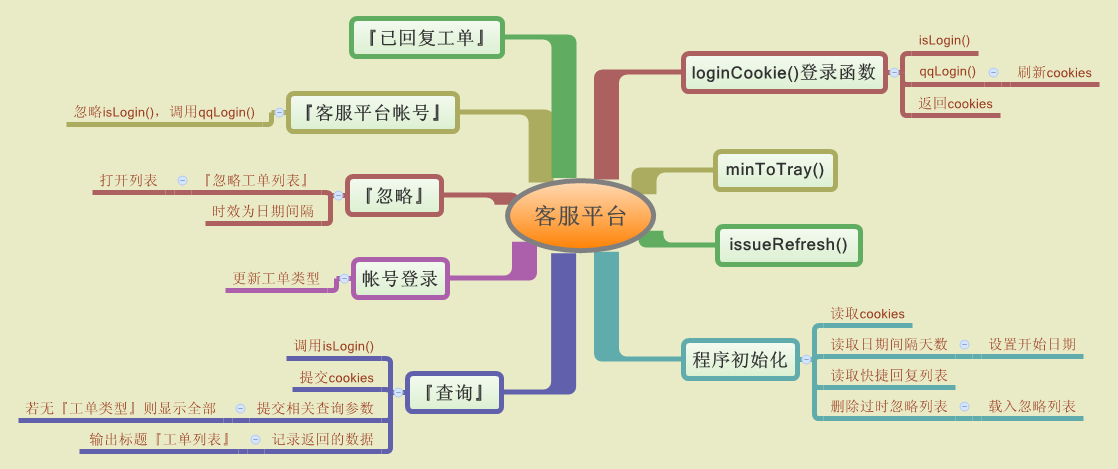 客服平台
loginCookie()登录函数
isLogin()
qqLogin()
刷新cookies
返回cookies
minToTray()
issueRefresh()
程序初始化
读取cookies
读取日期间隔天数
设置开始日期
读取快捷回复列表
删除过时忽略列表
载入忽略列表
『已回复工单』
『客服平台帐号』
忽略isLogin()，调用qqLogin()
『忽略』
『忽略工单列表』
打开列表
时效为日期间隔
帐号登录
更新工单类型
『查询』
调用isLogin()
提交cookies
提交相关查询参数
若无『工单类型』则显示全部
记录返回的数据
输出标题『工单列表』